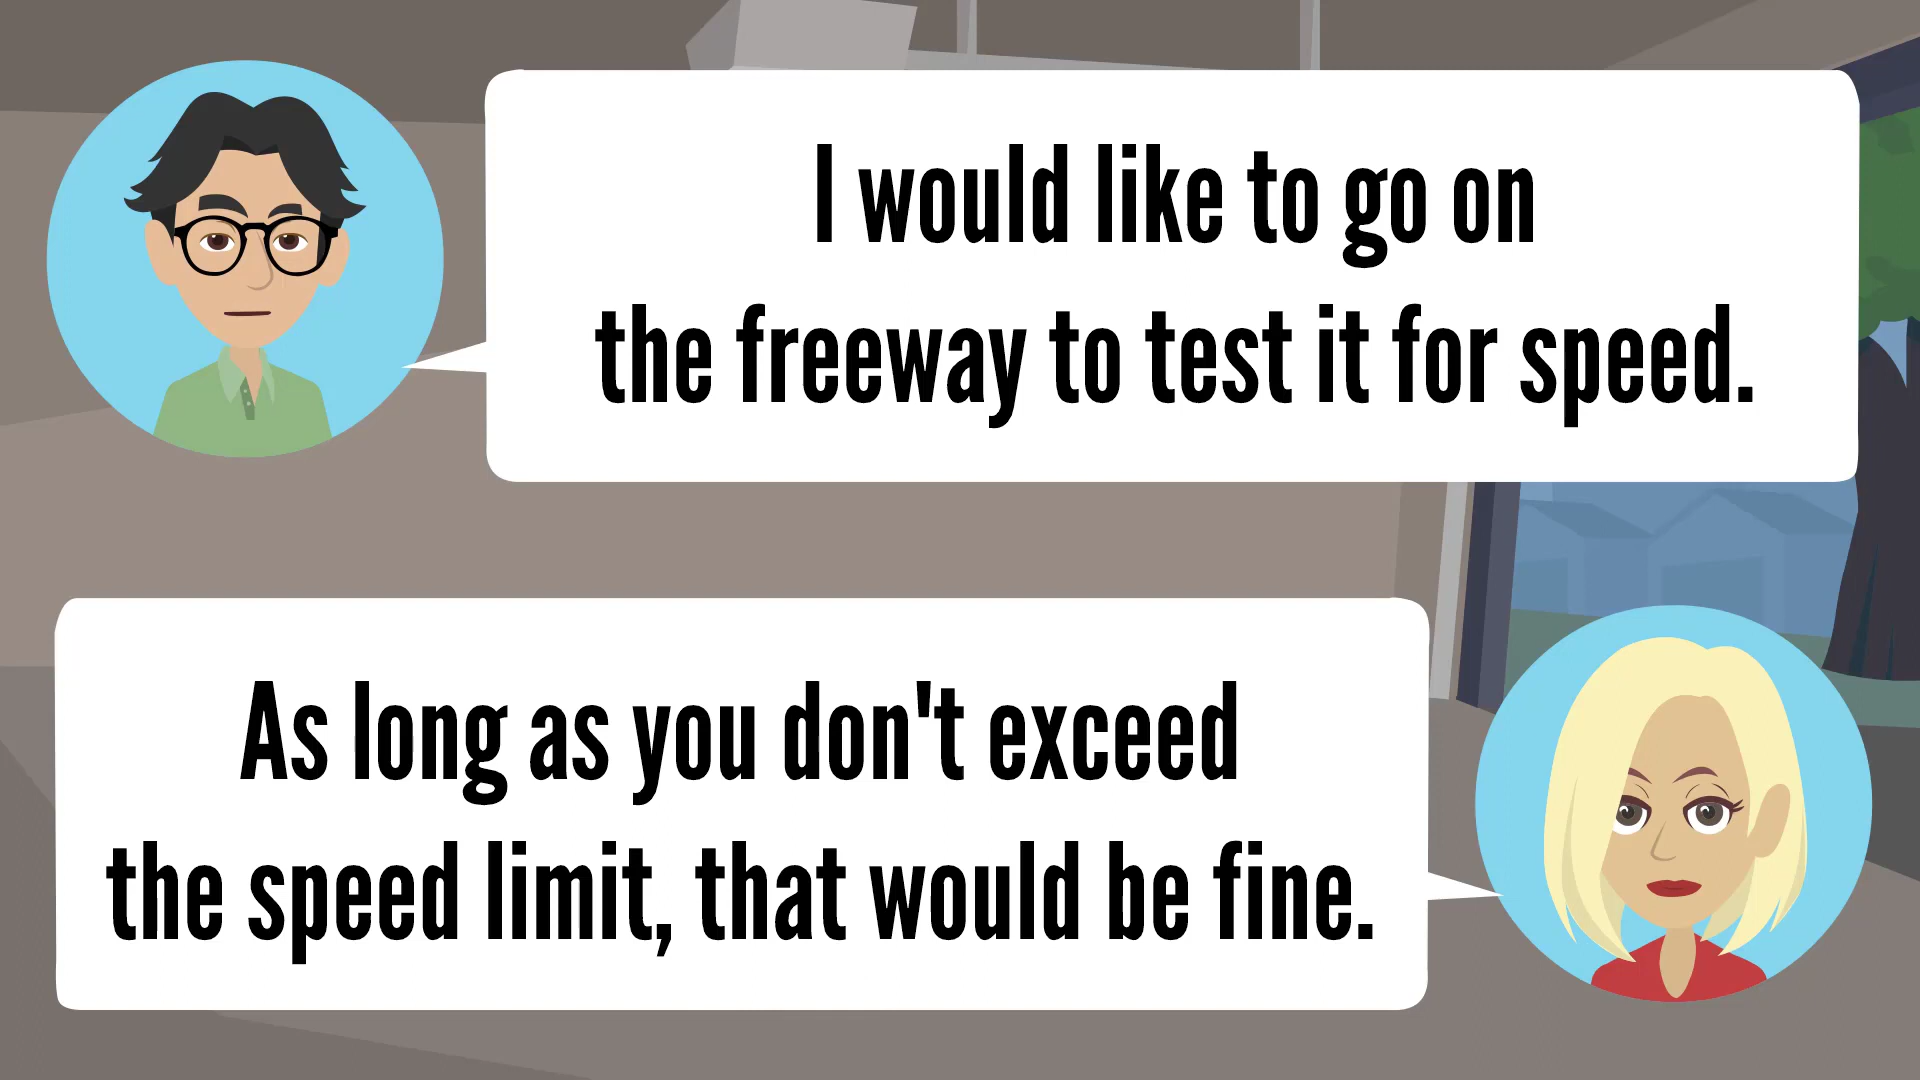 I would like to go on
the freeway to test it for speed.
As long as you don't exceed
the speed limit, that would be fine.